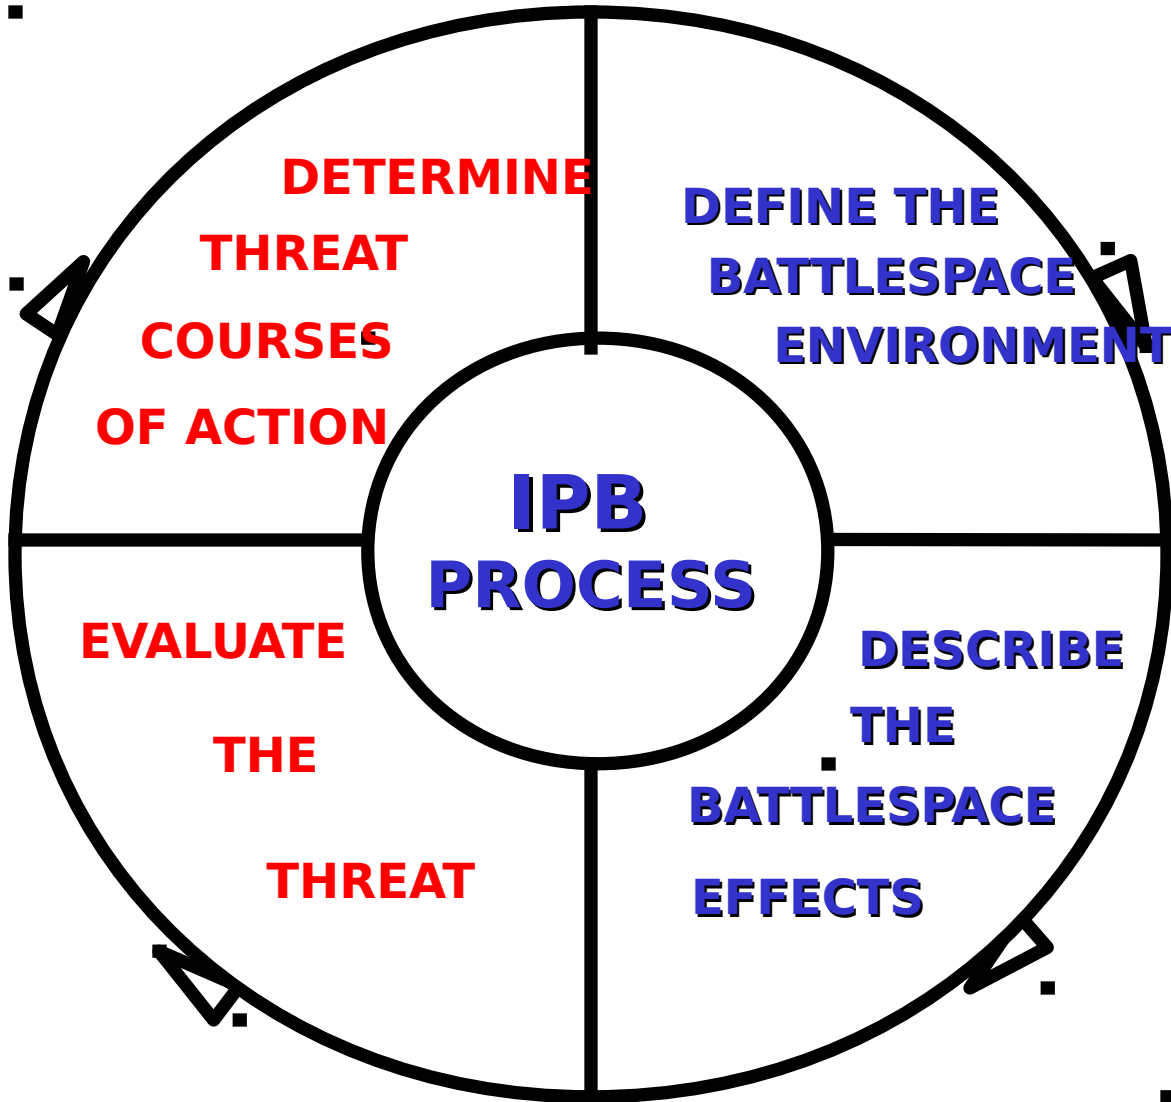 DETERMINE
THREAT
COURSES
OF ACTION
DEFINE THE
BATTLESPACE
ENVIRONMENT
IPB
PROCESS
EVALUATE
THE
THREAT
DESCRIBE
THE
BATTLESPACE
EFFECTS